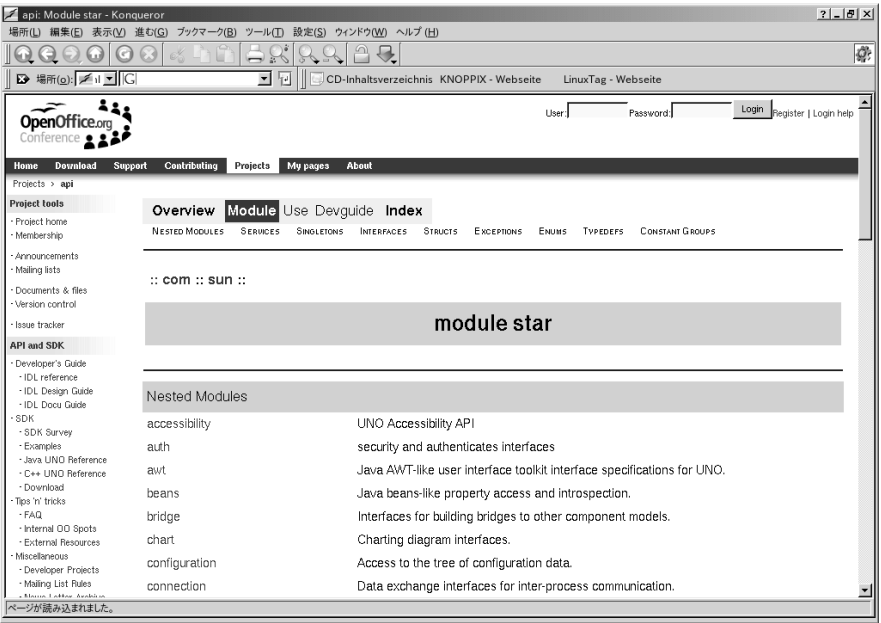 api: Module star - Konqueror
場所(L) 編集(E) 表示(V) 進む(G) ブックマーク(B) ツール(T) 設定(S) ウィンドウ(W) ヘルプ(H)
場所(o):
CD-Inhaltsverzeichnis KNOPPIX - Webseite LinuxTag - Webseite
OpenOffice.org
Conference
User: Password: Login Register | Login help
Home Download Support Contributing Projects My pages About
Projects > api
Project tools
· Project home
· Membership
· Announcements
· Mailing lists
· Documents & files
· Version control
· Issue tracker
API and SDK
· Developer's Guide
· IDL reference
· IDL Design Guide
· IDL Docu Guide
· SDK
· SDK Survey
· Examples
· Java UNO Reference
· C++ UNO Reference
· Download
· Tips 'n' tricks
· FAQ
· Internal OO Spots
· External Resources
· Miscellaneous
· Developer Projects
· Mailing List Rules
· News Letter Archive
Overview Module Use Devguide Index
NESTED MODULES SERVICES SINGLETONS INTERFACES STRUCTS EXCEPTIONS ENUMS TYPEDEFS CONSTANT GROUPS
:: com :: sun ::
module star
Nested Modules
accessibility UNO Accessibility API
auth security and authenticates interfaces
awt Java AWT-like user interface toolkit interface specifications for UNO.
beans Java beans-like property access and introspection.
bridge Interfaces for building bridges to other component models.
chart Charting diagram interfaces.
configuration Access to the tree of configuration data.
connection Data exchange interfaces for inter-process communication.
ページが読み込まれました。